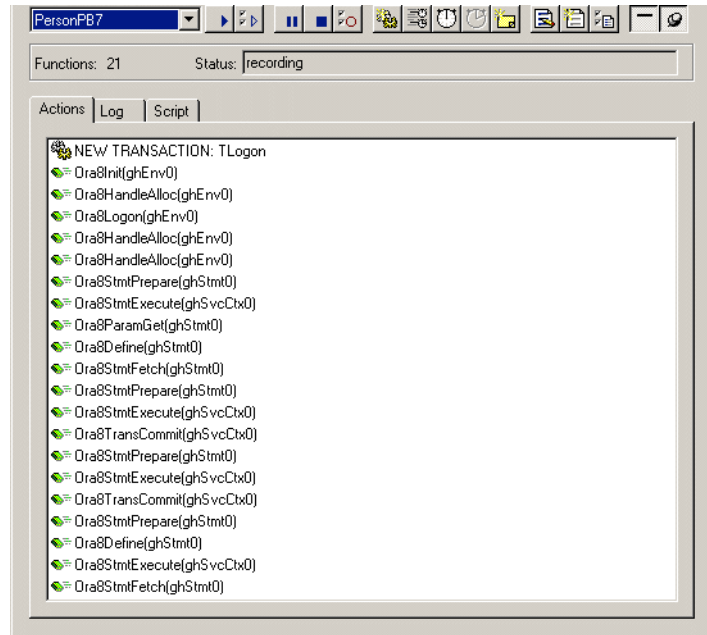 PersonPB7
Functions: 21 Status: recording
Actions Log Script
NEW TRANSACTION: TLogon
Ora8Init(ghEnv0)
Ora8HandleAlloc(ghEnv0)
Ora8Logon(ghEnv0)
Ora8HandleAlloc(ghEnv0)
Ora8HandleAlloc(ghEnv0)
Ora8StmtPrepare(ghStmt0)
Ora8StmtExecute(ghSvcCtx0)
Ora8ParamGet(ghStmt0)
Ora8Define(ghStmt0)
Ora8StmtFetch(ghStmt0)
Ora8StmtPrepare(ghStmt0)
Ora8StmtExecute(ghSvcCtx0)
Ora8TransCommit(ghSvcCtx0)
Ora8StmtPrepare(ghStmt0)
Ora8StmtExecute(ghSvcCtx0)
Ora8TransCommit(ghSvcCtx0)
Ora8StmtPrepare(ghStmt0)
Ora8Define(ghStmt0)
Ora8StmtExecute(ghSvcCtx0)
Ora8StmtFetch(ghStmt0)